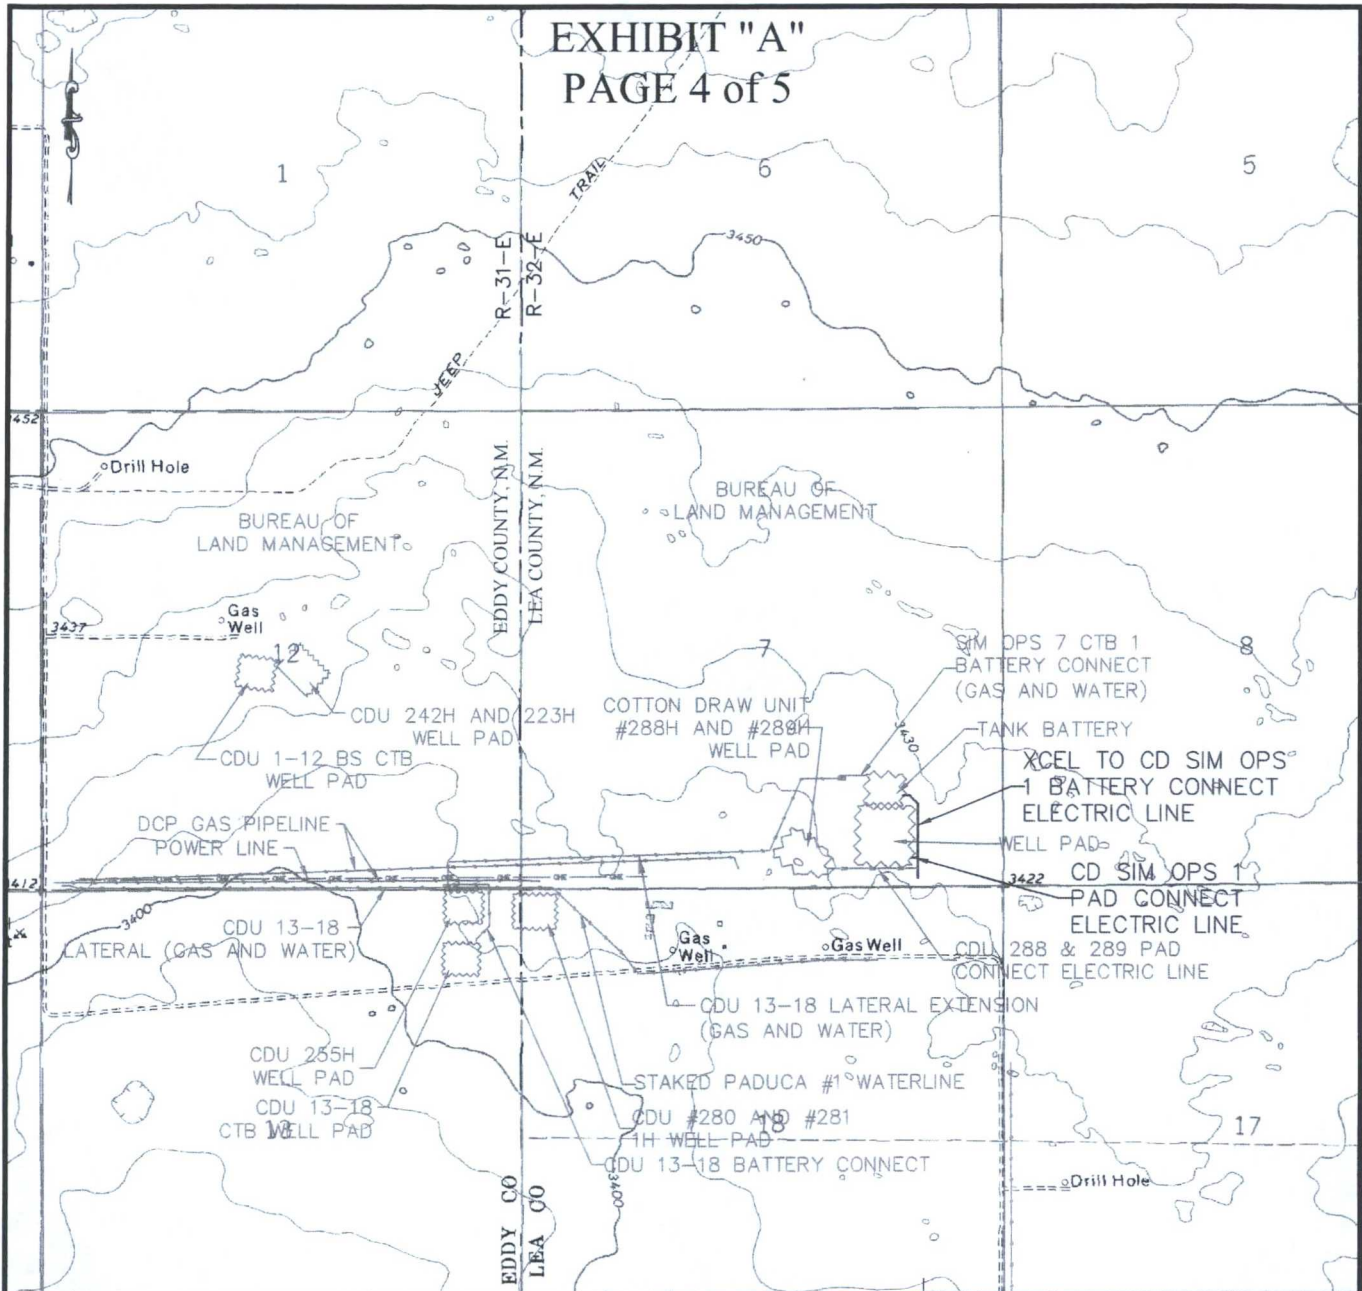 EXHIBIT "A"
PAGE 4 of 5
1
6
5
TRAIL
R-31-E
R-32-E
3450
JEEP
Drill Hole
EDDY COUNTY, N.M.
LEA COUNTY, N.M.
BUREAU OF
LAND MANAGEMENT
BUREAU OF
LAND MANAGEMENT
Gas
Well
3437
12
7
8
SIM OPS 7 CTB 1
BATTERY CONNECT
(GAS AND WATER)
COTTON DRAW UNIT
#288H AND #289H
WELL PAD
3430
TANK BATTERY
CDU 242H AND 223H
WELL PAD
CDU 1-12 BS CTB
WELL PAD
XCEL TO CD SIM OPS
1 BATTERY CONNECT
ELECTRIC LINE
DCP GAS PIPELINE
POWER LINE
WELL PAD
CD SIM OPS 1
PAD CONNECT
ELECTRIC LINE
3422
3400
CDU 13-18
LATERAL (GAS AND WATER)
Gas
Well
Gas Well
CDU 288 & 289 PAD
CONNECT ELECTRIC LINE
CDU 13-18 LATERAL EXTENSION
(GAS AND WATER)
CDU 255H
WELL PAD
STAKED PADUCA #1 WATERLINE
CDU 13-18
CTB WELL PAD
13
CDU #280 AND #281
1H WELL PAD
18
17
CDU 13-18 BATTERY CONNECT
3400
Drill Hole
EDDY CO
LEA CO